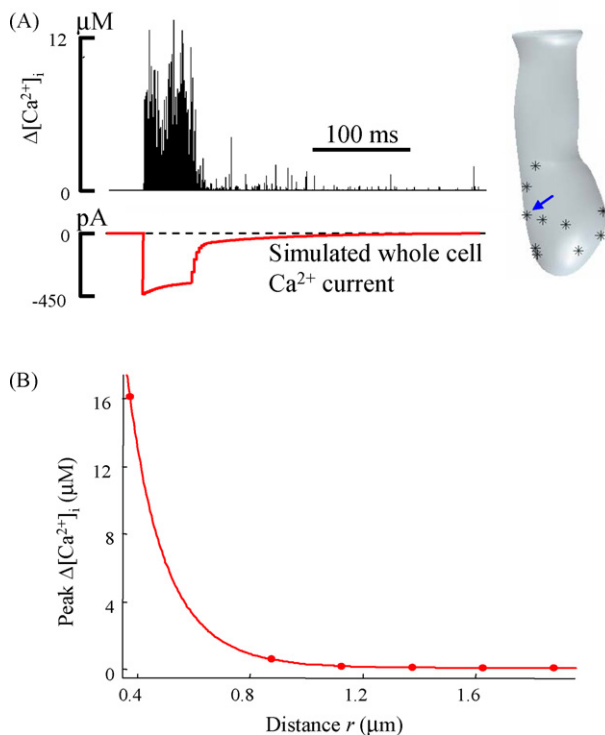 (A)
μM
12
Δ[Ca²⁺]ᵢ
0
100 ms
pA
0
-450
Simulated whole cell
Ca²⁺ current
(B)
Peak Δ[Ca²⁺]ᵢ (μM)
16
12
8
4
0
0.4
0.8
1.2
1.6
Distance r (μm)